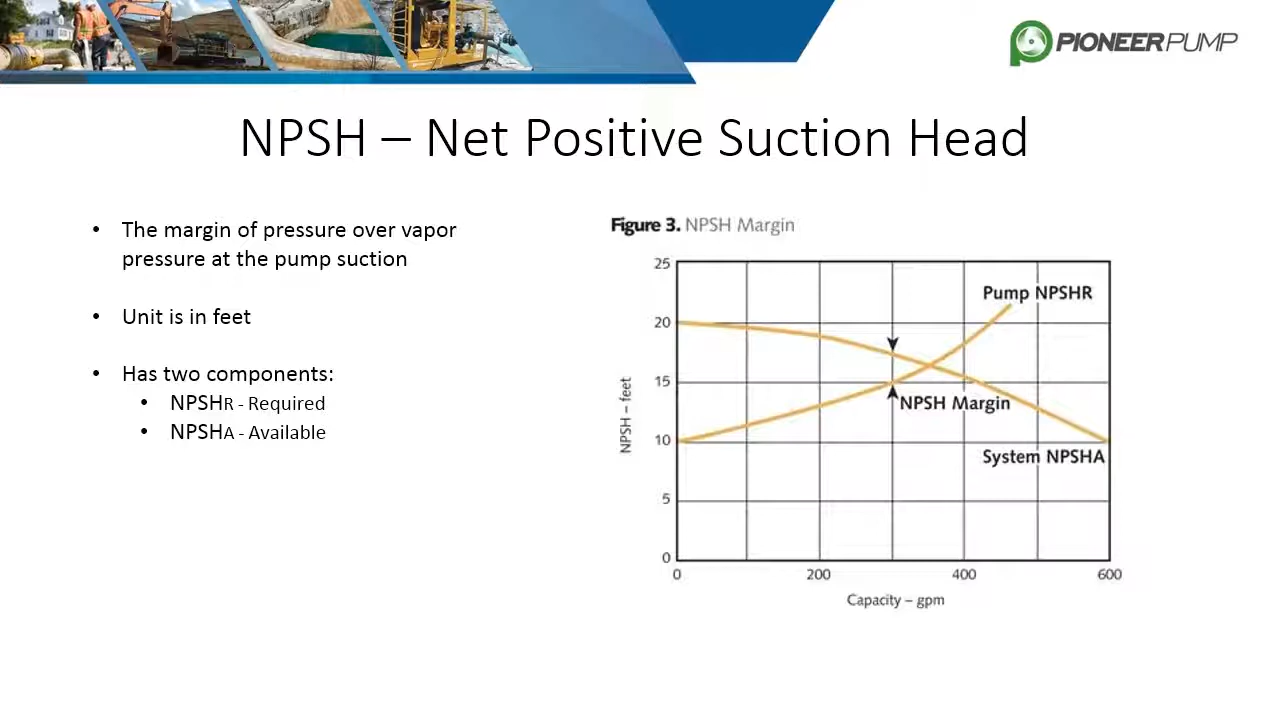 PIONEERPUMP
NPSH – Net Positive Suction Head
• The margin of pressure over vapor
pressure at the pump suction
• Unit is in feet
• Has two components:
• NPSHR - Required
• NPSHA - Available
Figure 3. NPSH Margin
25
20
15
10
5
0
NPSH – feet
Pump NPSHR
NPSH Margin
System NPSHA
0 200 400 600
Capacity – gpm